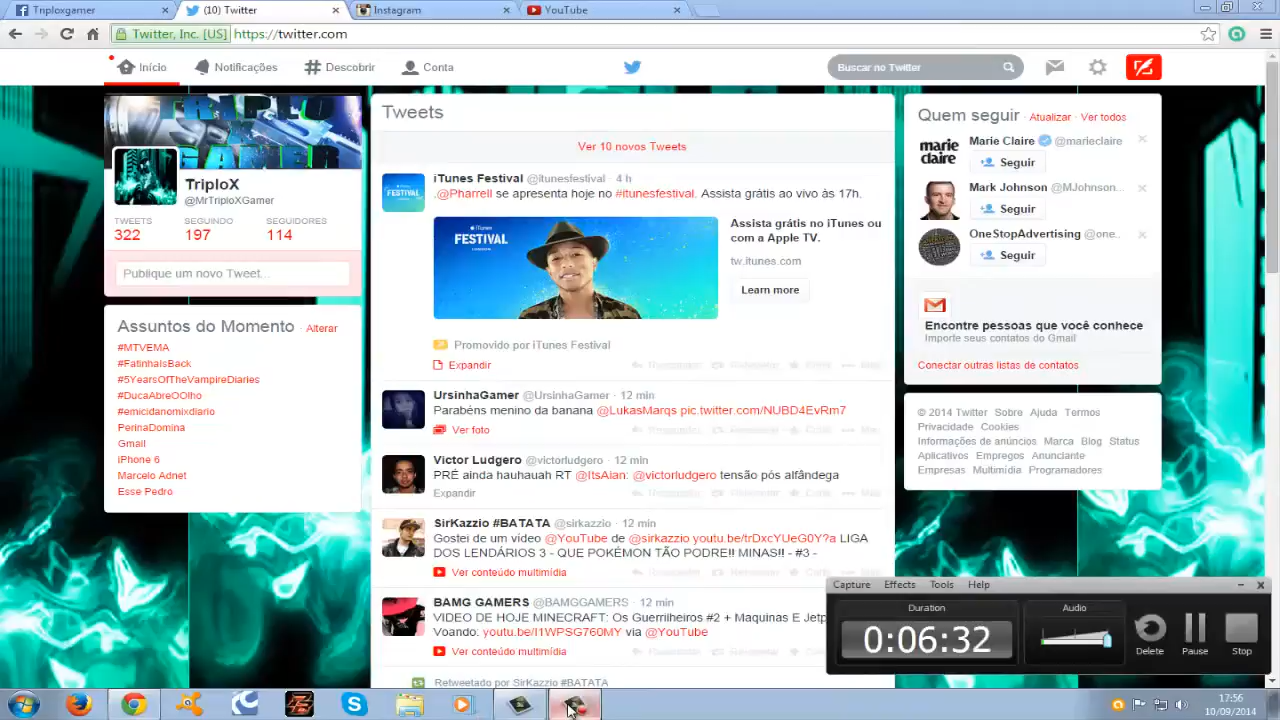 Triploxgamer
(10) Twitter
Instagram
YouTube
Twitter, Inc. [US]
https://twitter.com
Início
Notificações
Descobrir
Conta
Buscar no Twitter
TRIPLO
GAMER
TriploX
@MrTriploXGamer
TWEETS
SEGUINDO
SEGUIDORES
322
197
114
Publique um novo Tweet...
Assuntos do Momento · Alterar
#MTVEMA
#FatinhaIsBack
#5YearsOfTheVampireDiaries
#DucaAbreOOlho
#emicidanomixdiario
PerinaDomina
Gmail
iPhone 6
Marcelo Adnet
Esse Pedro
Tweets
Ver 10 novos Tweets
iTunes Festival @itunesfestival · 4 h
.@Pharrell se apresenta hoje no #itunesfestival. Assista grátis ao vivo às 17h.
iTunes
FESTIVAL
Assista grátis no iTunes ou
com a Apple TV.
tw.itunes.com
Learn more
Promovido por iTunes Festival
Expandir
UrsinhaGamer @UrsinhaGamer · 12 min
Parabéns menino da banana @LukasMarqs pic.twitter.com/NUBD4EvRm7
Ver foto
Victor Ludgero @victorludgero · 12 min
PRÉ ainda hauhauah RT @ItsAian: @victorludgero tensão pós alfândega
Expandir
SirKazzio #BATATA @sirkazzio · 12 min
Gostei de um vídeo @YouTube de @sirkazzio youtu.be/trDxcYUeG0Y?a LIGA
DOS LENDÁRIOS 3 - QUE POKÉMON TÃO PODRE!! MINAS!! - #3 -
Ver conteúdo multimídia
BAMG GAMERS @BAMGGAMERS · 12 min
VIDEO DE HOJE MINECRAFT: Os Guerriheiros #2 + Maquinas E Jetp
Voando: youtu.be/I1WPSG760MY via @YouTube
Ver conteúdo multimídia
Retweetado por SirKazzio #BATATA
Quem seguir · Atualizar · Ver todos
marie
claire
Marie Claire @marieclaire
Seguir
Mark Johnson @MJohnson...
Seguir
OneStopAdvertising @one..
Seguir
Encontre pessoas que você conhece
Importe seus contatos do Gmail
Conectar outras listas de contatos
© 2014 Twitter Sobre Ajuda Termos
Privacidade Cookies
Informações de anúncios Marca Blog Status
Aplicativos Empregos Anunciante
Empresas Multimídia Programadores
Capture
Effects
Tools
Help
Duration
0:06:32
Audio
Delete
Pause
Stop
17:56
10/09/2014